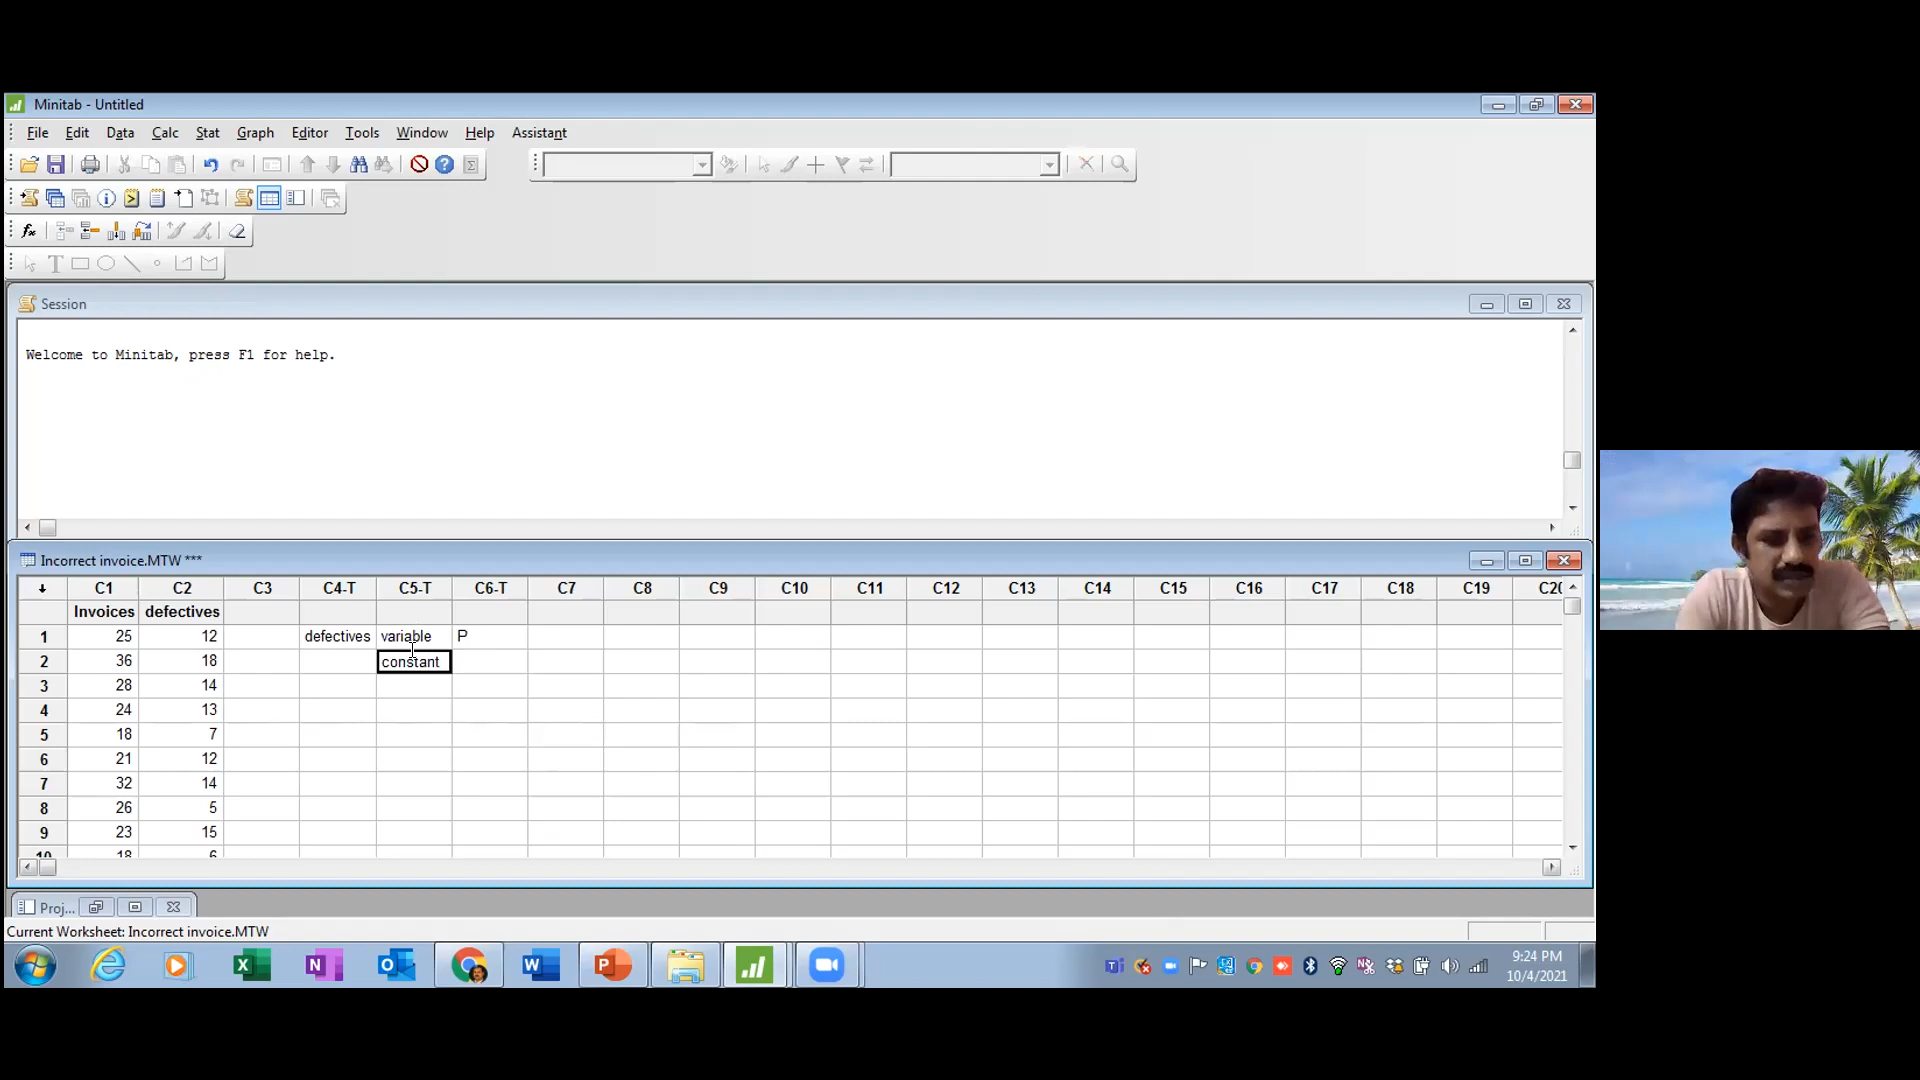 Minitab - Untitled
File Edit Data Calc Stat Graph Editor Tools Window Help Assistant
Session
Welcome to Minitab, press F1 for help.
Incorrect invoice.MTW ***
C1 C2 C3 C4-T C5-T C6-T C7 C8 C9 C10 C11 C12 C13 C14 C15 C16 C17 C18 C19 C20
Invoices defectives
1 25 12 defectives variable P
2 36 18 constant
3 28 14
4 24 13
5 18 7
6 21 12
7 32 14
8 26 5
9 23 15
10 18 6
Proj...
Current Worksheet: Incorrect invoice.MTW
9:24 PM
10/4/2021